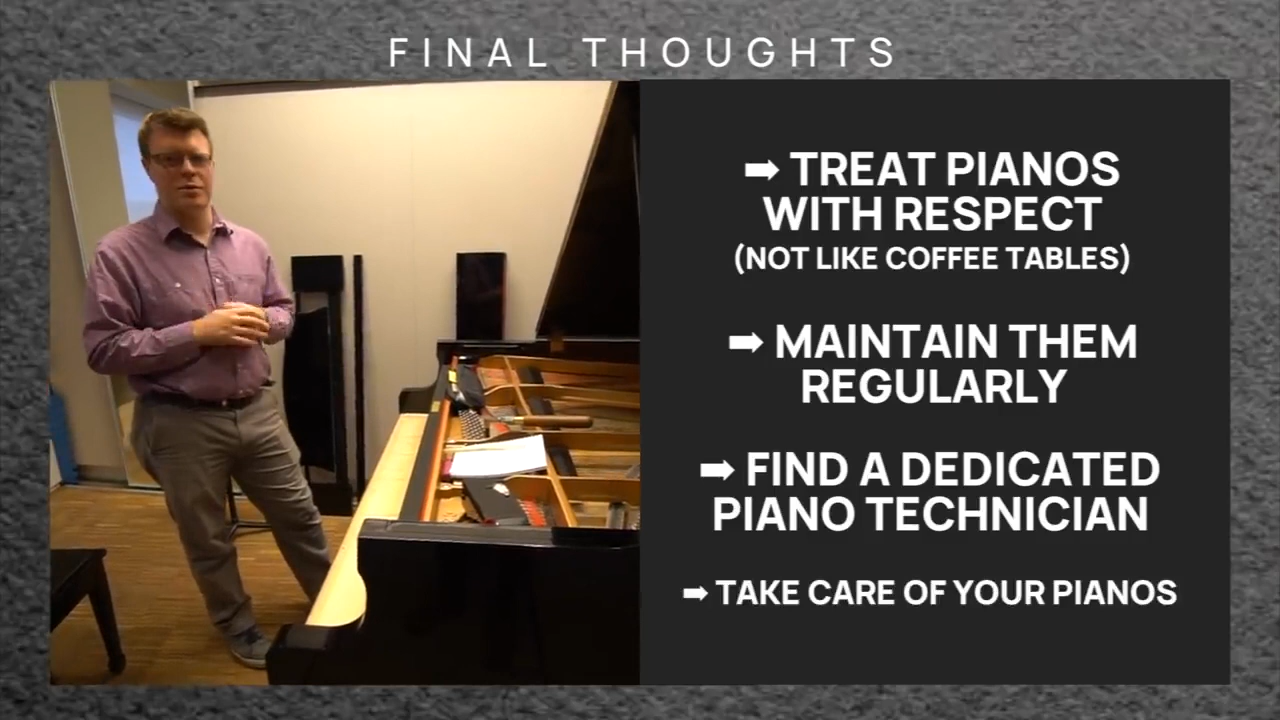 FINAL THOUGHTS
➡ TREAT PIANOS
WITH RESPECT
(NOT LIKE COFFEE TABLES)
➡ MAINTAIN THEM
REGULARLY
➡ FIND A DEDICATED
PIANO TECHNICIAN
➡ TAKE CARE OF YOUR PIANOS